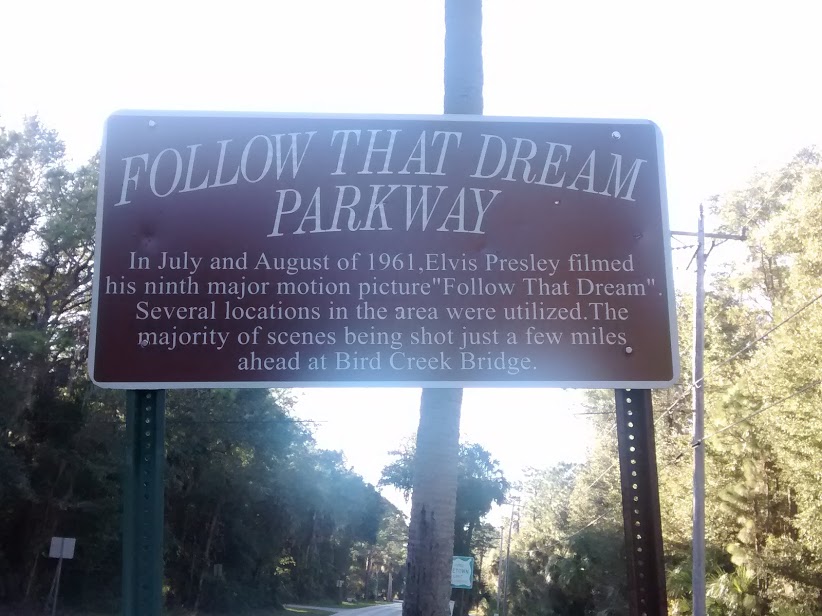 FOLLOW THAT DREAM
PARKWAY
In July and August of 1961,Elvis Presley filmed
his ninth major motion picture"Follow That Dream".
Several locations in the area were utilized.The
majority of scenes being shot just a few miles
ahead at Bird Creek Bridge.